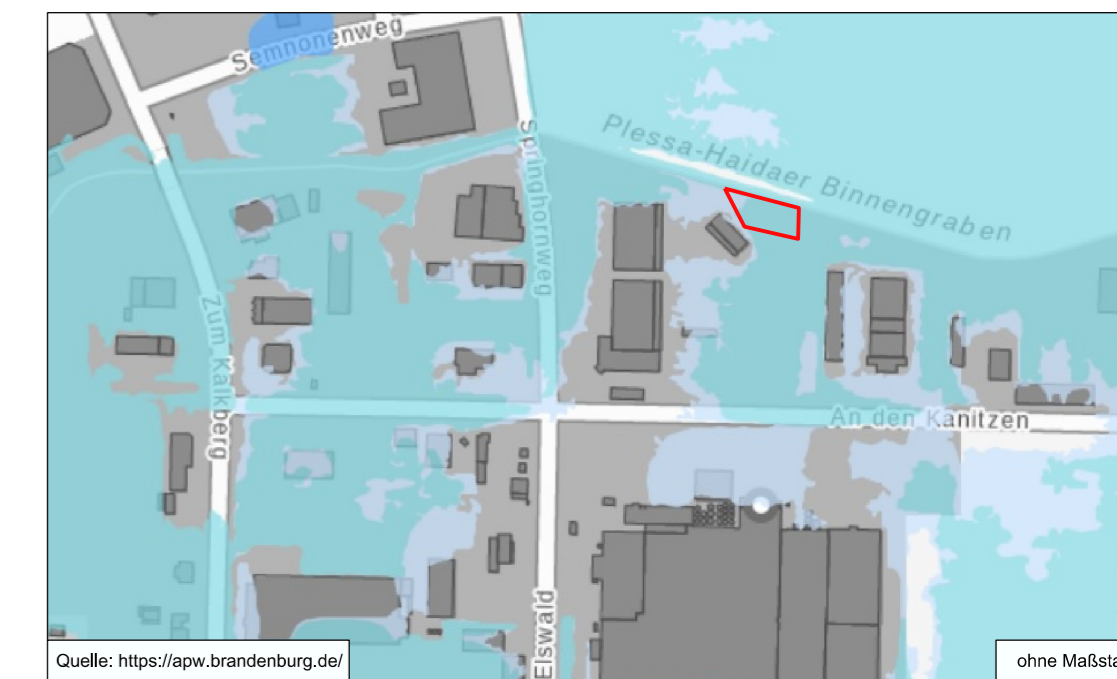 Semnonenweg
Springhornweg
Plessa-Haidaer Binnengraben
Zum Kalkberg
An den Kanitzen
Elswald
Quelle: https://apw.brandenburg.de/
ohne Maßsta